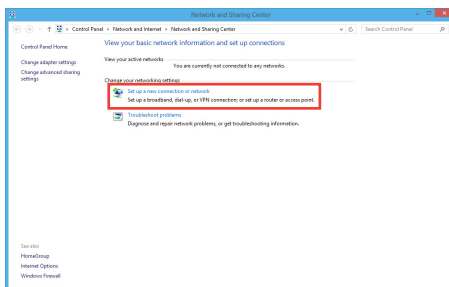 Network and Sharing Center
Control Panel Network and Internet Network and Sharing Center
Search Control Panel
Control Panel Home
Change adapter settings
Change advanced sharing
settings
View your basic network information and set up connections
View your active networks
You are currently not connected to any networks.
Change your networking settings
Set up a new connection or network
Set up a broadband, dial-up, or VPN connection; or set up a router or access point.
Troubleshoot problems
Diagnose and repair network problems, or get troubleshooting information.
See also
HomeGroup
Internet Options
Windows Firewall